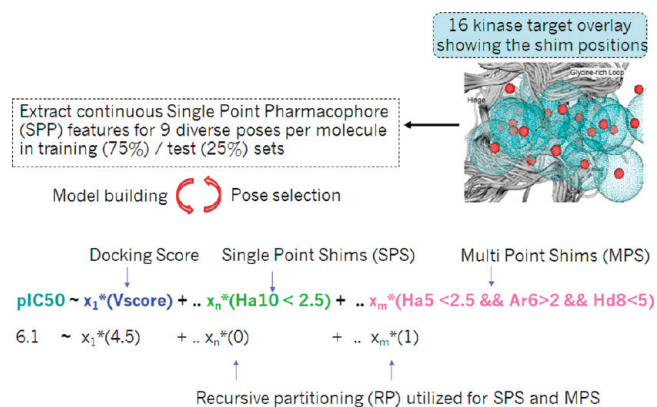 16 kinase target overlay
showing the shim positions
Glycine-rich Loop
Hinge
Extract continuous Single Point Pharmacophore
(SPP) features for 9 diverse poses per molecule
in training (75%) / test (25%) sets
Model building
Pose selection
Docking Score
Single Point Shims (SPS)
Multi Point Shims (MPS)
pIC50 ~ x₁*(Vscore) + .. xₙ*(Ha10 < 2.5) + .. xₘ*(Ha5 <2.5 && Ar6>2 && Hd8<5)
6.1 ~ x₁*(4.5) + .. xₙ*(0) + .. xₘ*(1)
Recursive partitioning (RP) utilized for SPS and MPS